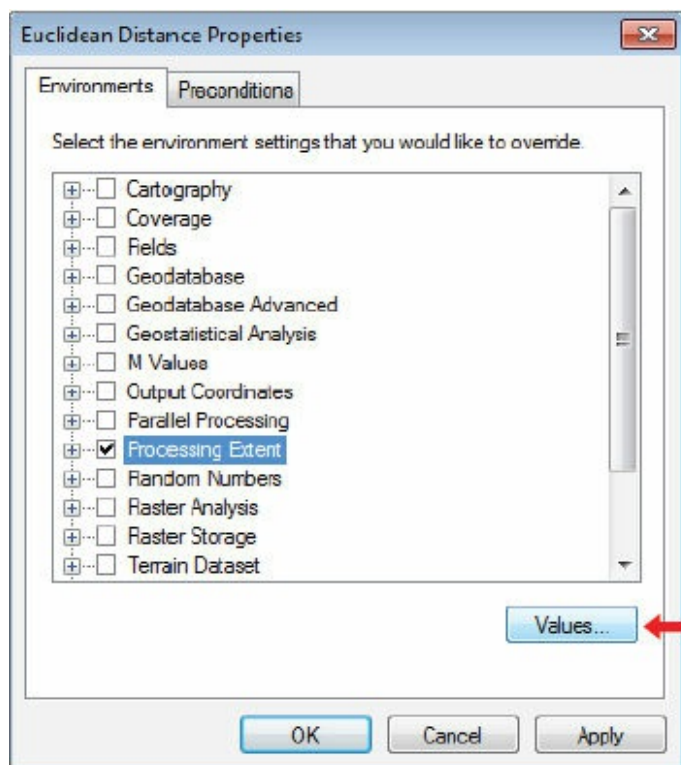 Euclidean Distance Properties
Environments Preconditions
Select the environment settings that you would like to override.
Cartography
Coverage
Fields
Geodatabase
Geodatabase Advanced
Geostatistical Analysis
M Values
Output Coordinates
Parallel Processing
Processing Extent
Random Numbers
Raster Analysis
Raster Storage
Terrain Dataset
Values...
OK Cancel Apply